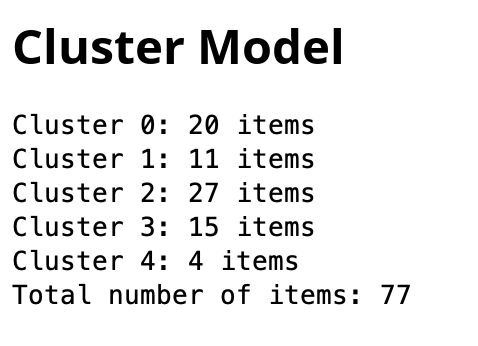 Cluster Model
Cluster 0: 20 items
Cluster 1: 11 items
Cluster 2: 27 items
Cluster 3: 15 items
Cluster 4: 4 items
Total number of items: 77